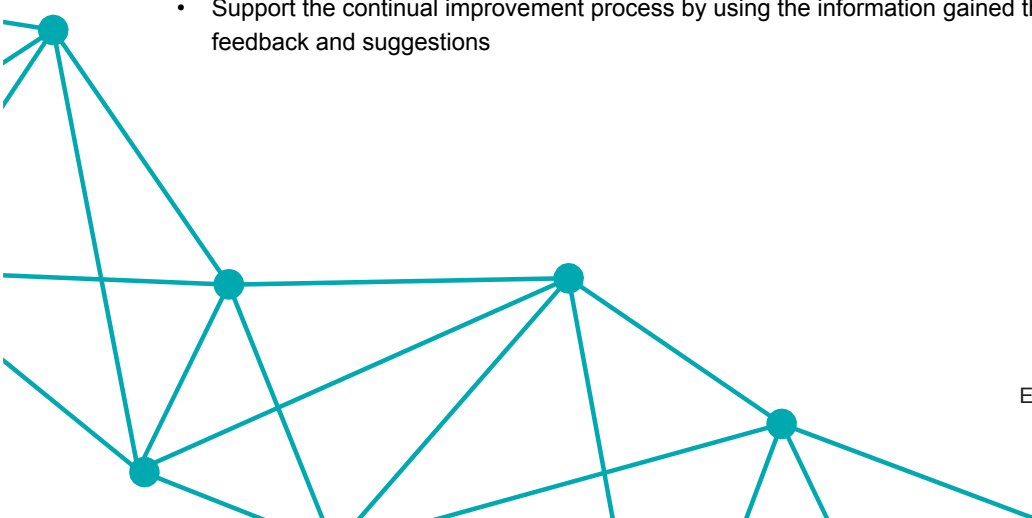 • Support the continual improvement process by using the information gained
feedback and suggestions
E